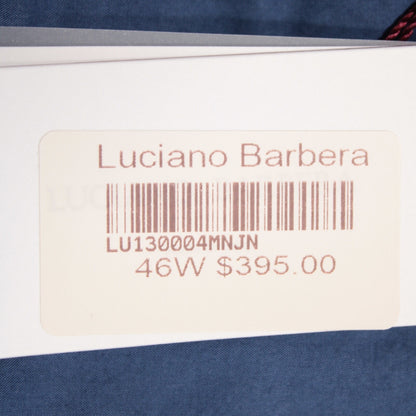 Luciano Barbera
LU130004MNJN
46W $395.00